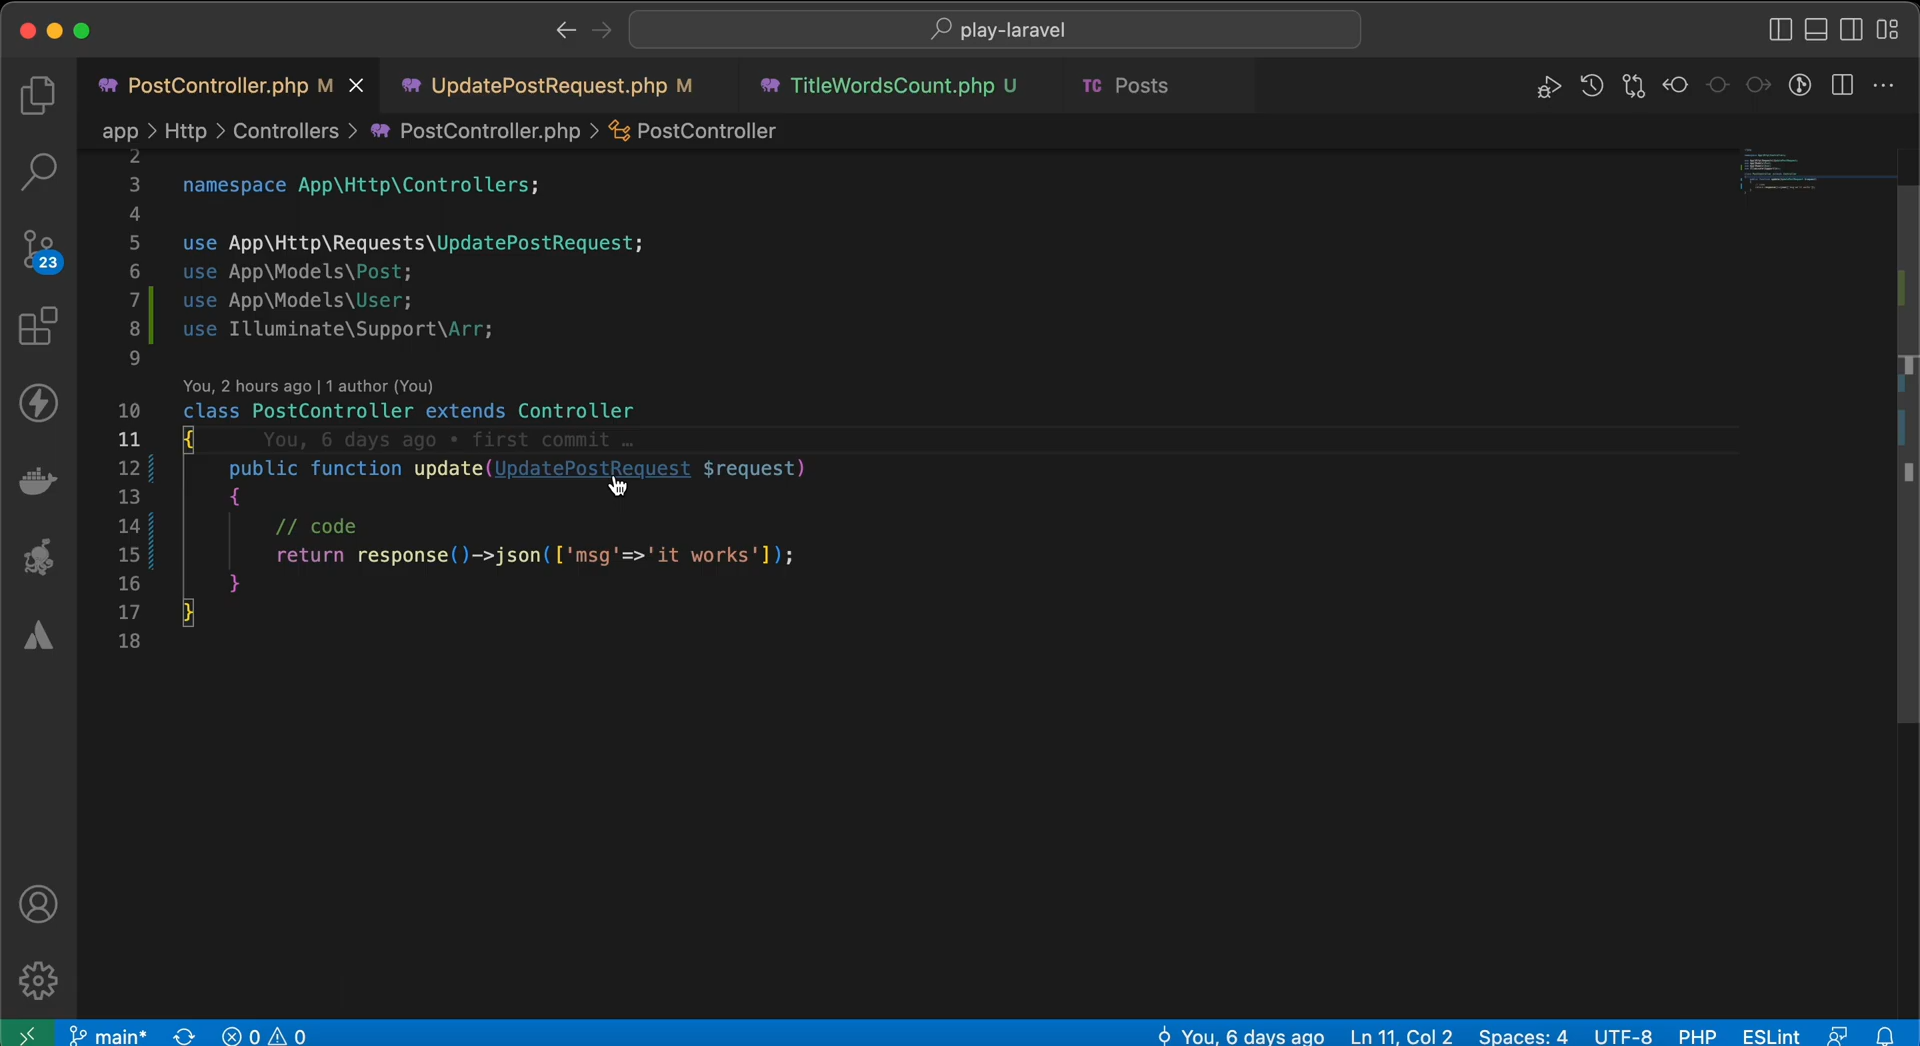 play-laravel
PostController.php M
UpdatePostRequest.php M
TitleWordsCount.php U
TC Posts
app > Http > Controllers > PostController.php > PostController
2
3 namespace App\Http\Controllers;
4
5 use App\Http\Requests\UpdatePostRequest;
6 use App\Models\Post;
7 use App\Models\User;
8 use Illuminate\Support\Arr;
9
You, 2 hours ago | 1 author (You)
10 class PostController extends Controller
11 { You, 6 days ago • first commit …
12 public function update(UpdatePostRequest $request)
13 {
14 // code
15 return response()->json(['msg'=>'it works']);
16 }
17 }
18
23
main* 0 0 You, 6 days ago Ln 11, Col 2 Spaces: 4 UTF-8 PHP ESLint